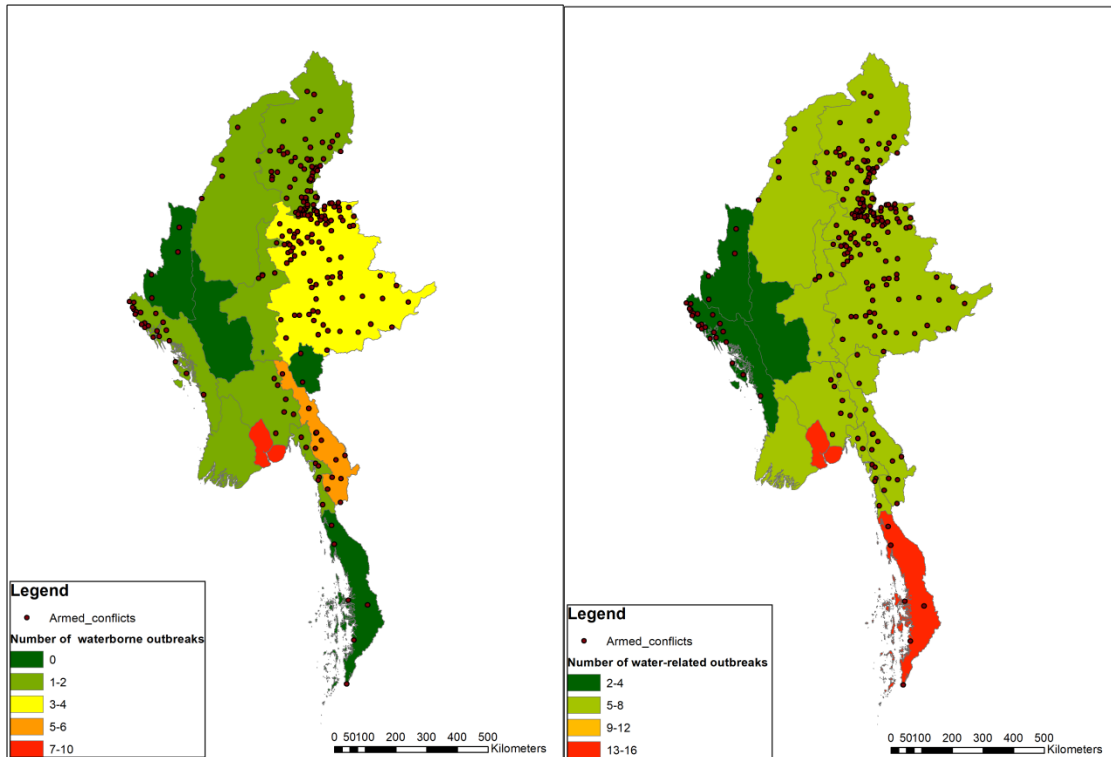 Legend
Armed_conflicts
Number of waterborne outbreaks
0
1-2
3-4
5-6
7-10
0 50100 200 300 400 500
Kilometers
Legend
Armed_conflicts
Number of water-related outbreaks
2-4
5-8
9-12
13-16
0 50100 200 300 400 500
Kilometers